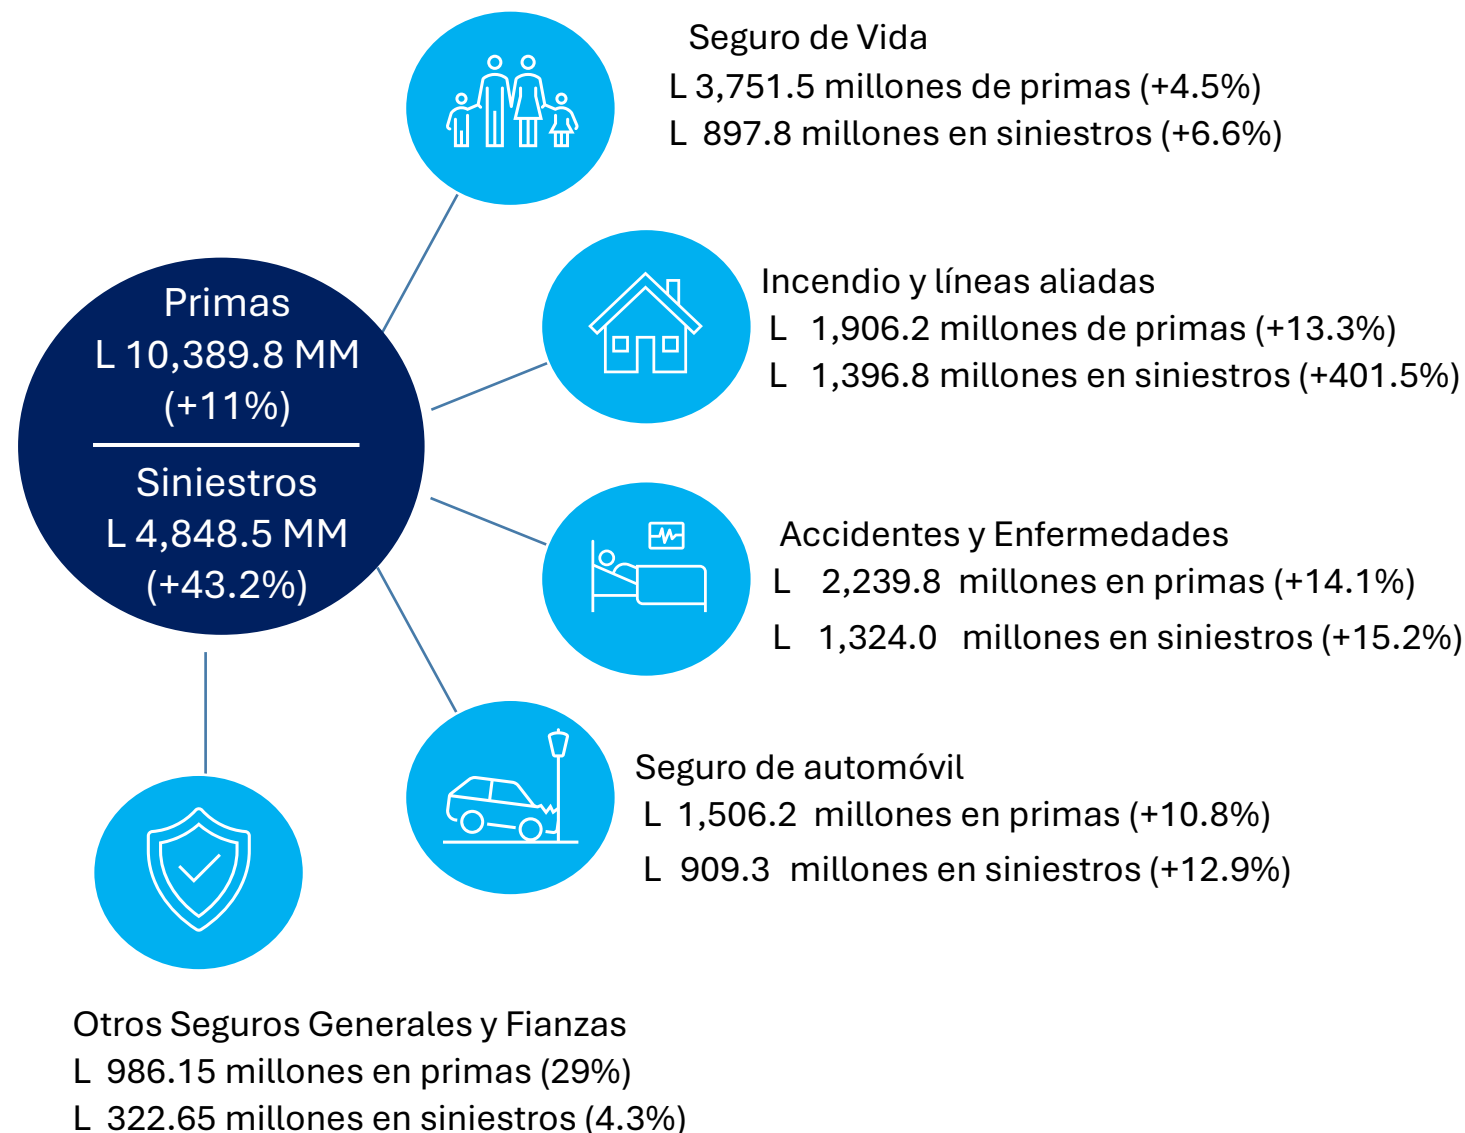 Seguro de Vida
L 3,751.5 millones de primas (+4.5%)
L 897.8 millones en siniestros (+6.6%)
Incendio y líneas aliadas
L 1,906.2 millones de primas (+13.3%)
L 1,396.8 millones en siniestros (+401.5%)
Primas
L 10,389.8 MM
(+11%)
Siniestros
L 4,848.5 MM
(+43.2%)
Accidentes y Enfermedades
L 2,239.8 millones en primas (+14.1%)
L 1,324.0 millones en siniestros (+15.2%)
Seguro de automóvil
L 1,506.2 millones en primas (+10.8%)
L 909.3 millones en siniestros (+12.9%)
Otros Seguros Generales y Fianzas
L 986.15 millones en primas (29%)
L 322.65 millones en siniestros (4.3%)